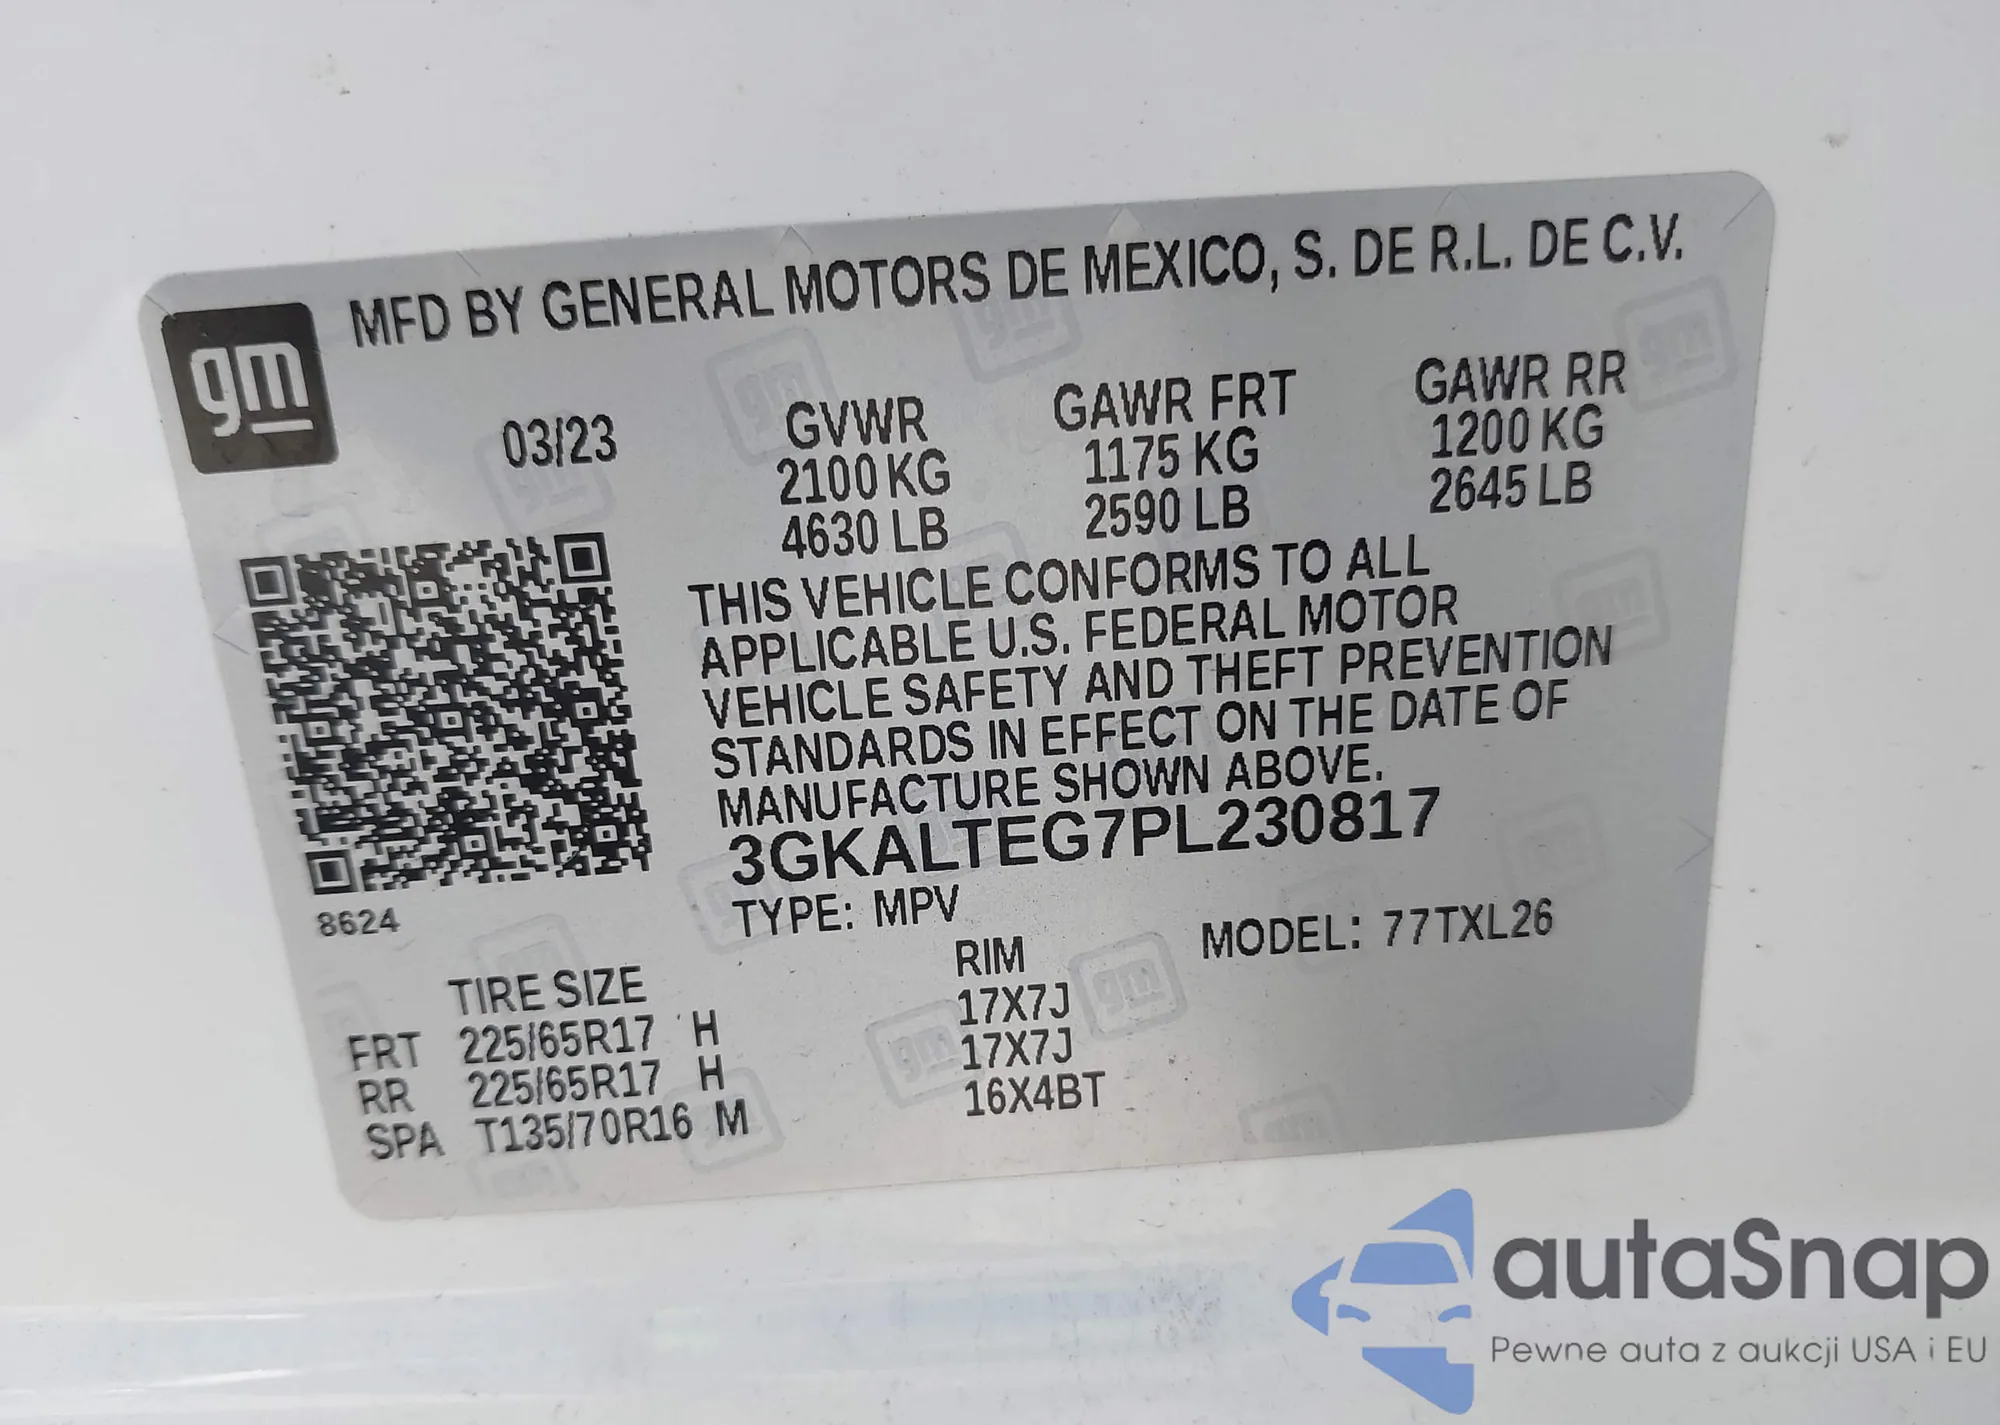 gm
MFD BY GENERAL MOTORS DE MEXICO, S. DE R.L. DE C.V.
03/23
GVWR
2100 KG
4630 LB
GAWR FRT
1175 KG
2590 LB
GAWR RR
1200 KG
2645 LB
THIS VEHICLE CONFORMS TO ALL
APPLICABLE U.S. FEDERAL MOTOR
VEHICLE SAFETY AND THEFT PREVENTION
STANDARDS IN EFFECT ON THE DATE OF
MANUFACTURE SHOWN ABOVE.
3GKALTEG7PL230817
TYPE: MPV
MODEL: 77TXL26
8624
TIRE SIZE RIM
FRT 225/65R17 H 17X7J
RR 225/65R17 H 17X7J
SPA T135/70R16 M 16X4BT
autaSnap
Pewne auta z aukcji USA i EU